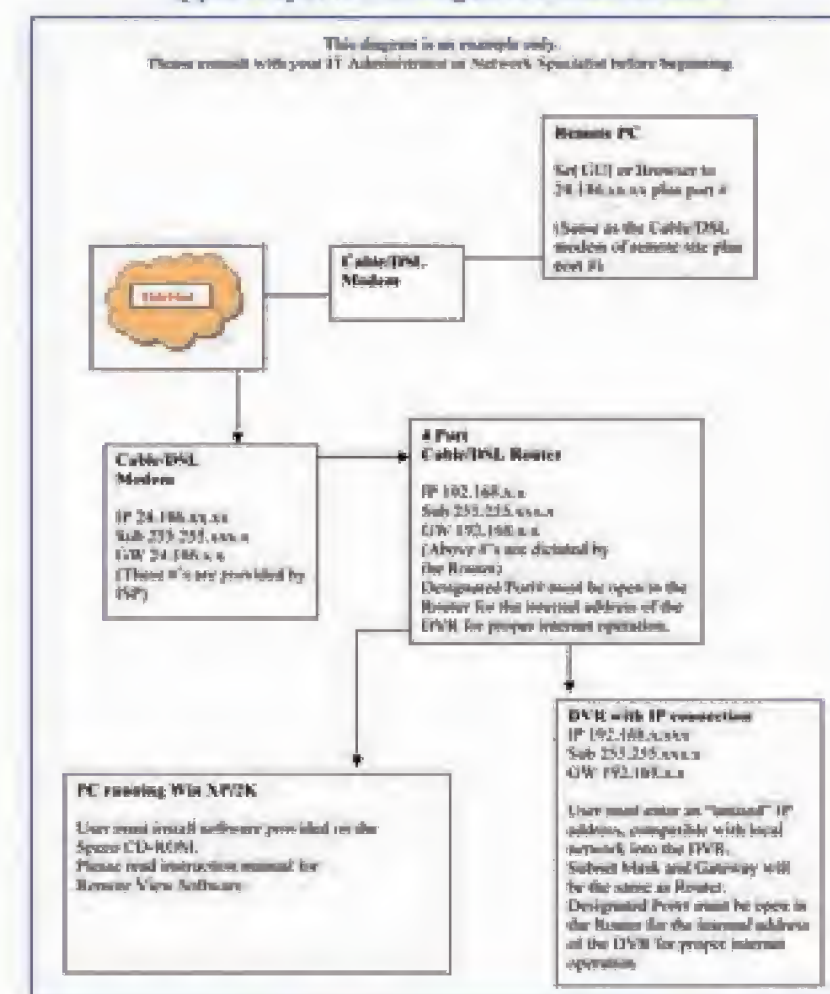 This diagram is an example only.
Please consult with your IT Administrator or Network Specialist before beginning.
Remote PC
Set GUI or Browser to
24.186.xx.xx plus port #
(Same as the Cable/DSL
modem of remote site plus
port #)
Cable/DSL
Modem
Cable/DSL
Modem
IP 24.186.xx.xx
Sub 255.255.xxx.x
GW 24.186.x.x
(These #'s are provided by
ISP)
4 Port
Cable/DSL Router
IP 192.168.x.x
Sub 255.255.xxx.x
GW 192.168.x.x
(Above #'s are dictated by
the Router)
Designated Port# must be open in the
Router for the internal address of the
DVR for proper internet operation.
DVR with IP connection
IP 192.168.x.xxx
Sub 255.255.xxx.x
GW 192.168.x.x
User must enter an "unused" IP
address, compatible with local
network into the DVR.
Subnet Mask and Gateway will
be the same as Router.
Designated Port# must be open in
the Router for the internal address
of the DVR for proper internet
operation
PC running Win XP/2K
User must install software provided on the
Speco CD-ROM.
Please read instruction manual for
Remote View Software